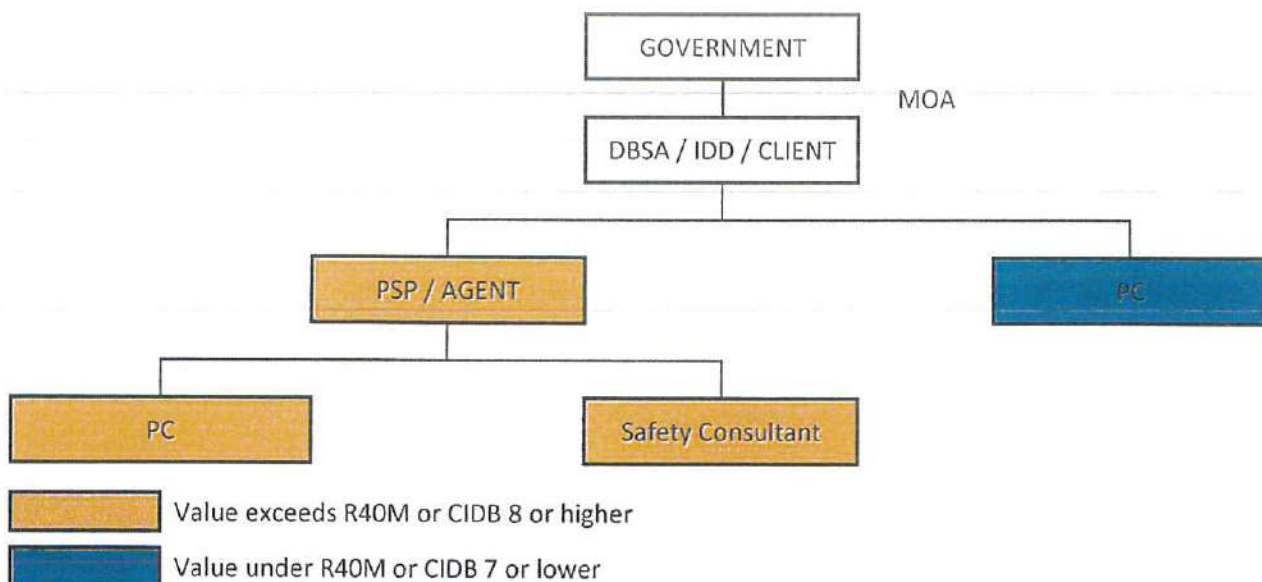 GOVERNMENT
MOA
DBSA / IDD / CLIENT
PSP / AGENT
PC
PC
Safety Consultant
Value exceeds R40M or CIDB 8 or higher
Value under R40M or CIDB 7 or lower